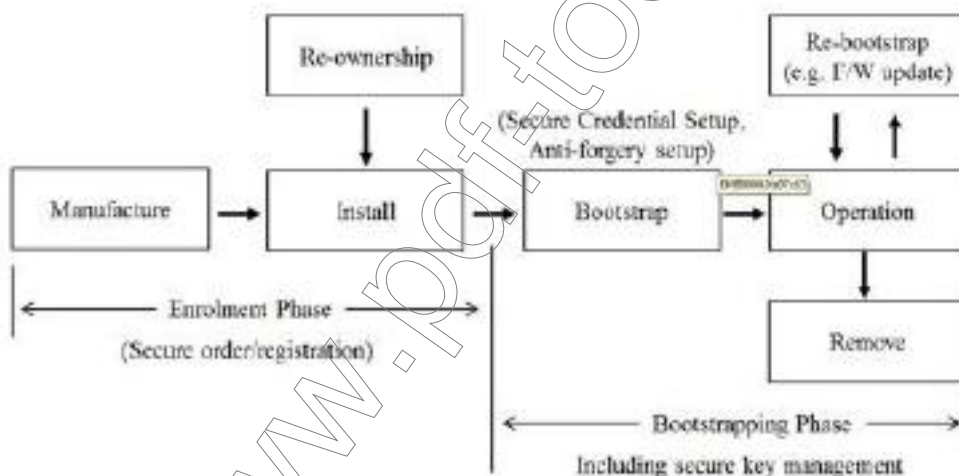 Re-ownership
Re-bootstrap
(e.g. F/W update)
(Secure Credential Setup,
Anti-forgery setup)
Manufacture
Install
Bootstrap
Operation
Enrolment Phase
(Secure order/registration)
Remove
Bootstrapping Phase
Including secure key management